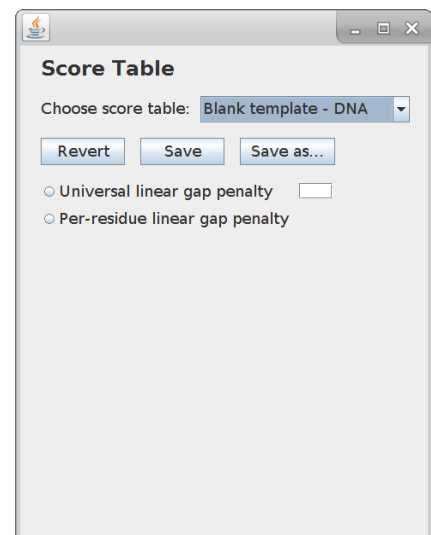 Score Table
Choose score table: Blank template - DNA
Revert Save Save as...
Universal linear gap penalty
Per-residue linear gap penalty